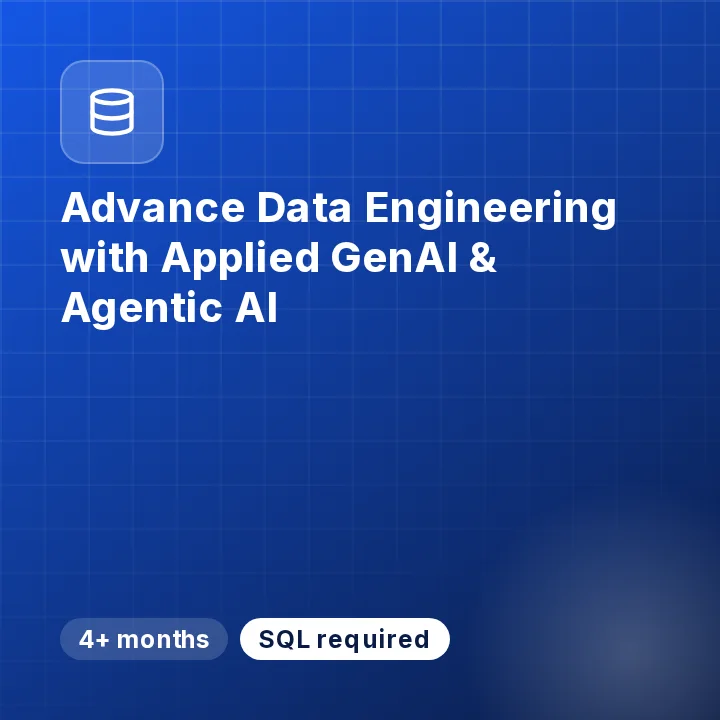 Advance Data Engineering
with Applied GenAI &
Agentic AI
4+ months
SQL required